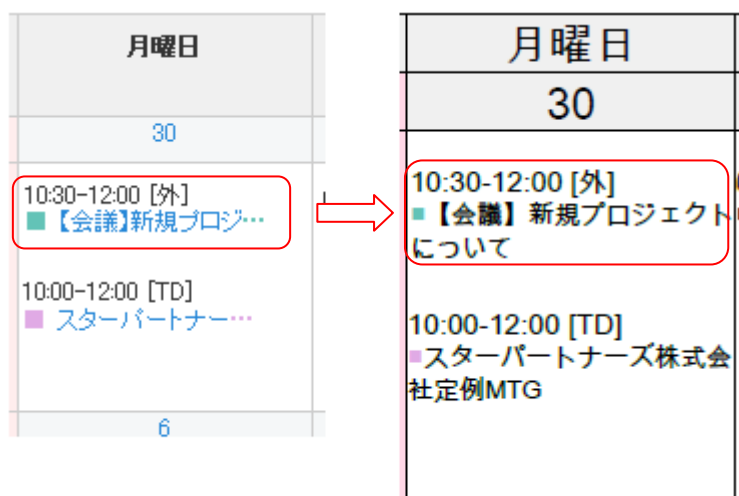 月曜日
30
10:30-12:00 [外]
■【会議】新規プロジ…
10:00-12:00 [TD]
■ スターパートナー…
6
月曜日
30
10:30-12:00 [外]
■【会議】新規プロジェクト
について
10:00-12:00 [TD]
■スターパートナーズ株式会
社定例MTG